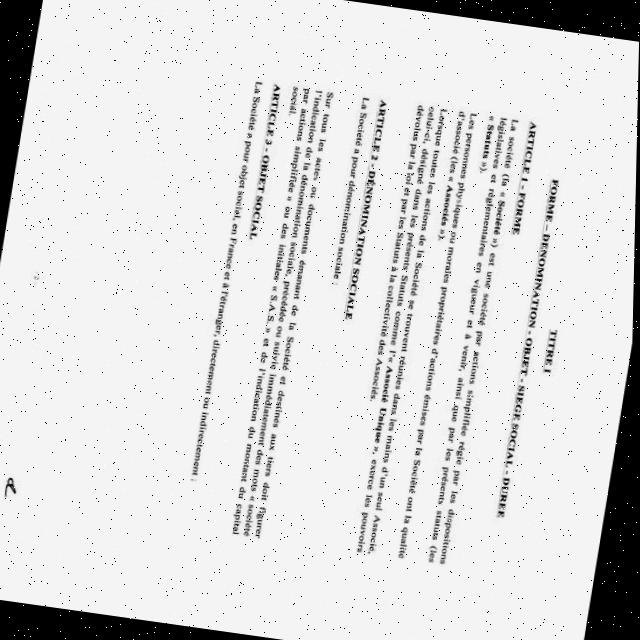 TITRE I
FORME – DENOMINATION - OBJET - SIEGE SOCIAL - DUREE
ARTICLE 1 - FORME
La société (la « Société ») est une société par actions simplifiée régie par les dispositions
législatives et réglementaires en vigueur et à venir, ainsi que par les présents statuts (les
« Statuts »).
Les personnes physiques ou morales propriétaires d'actions émises par la Société ont la qualité
d'associé (les « Associés »).
Lorsque toutes les actions de la Société se trouvent réunies dans les mains d'un seul Associé,
celui-ci, désigné dans les présents Statuts comme l'« Associé Unique », exerce les pouvoirs
dévolus par la loi et par les Statuts à la collectivité des Associés.
ARTICLE 2 - DÉNOMINATION SOCIALE
La Société a pour dénomination sociale :
Sur tous les actes ou documents émanant de la Société et destinés aux tiers doit figurer
l'indication de la dénomination sociale, précédée ou suivie immédiatement des mots « société
par actions simplifiée » ou des initiales « S.A.S. » et de l'indication du montant du capital
social.
ARTICLE 3 - OBJET SOCIAL
La Société a pour objet social, en France et à l'étranger, directement ou indirectement :
-2-